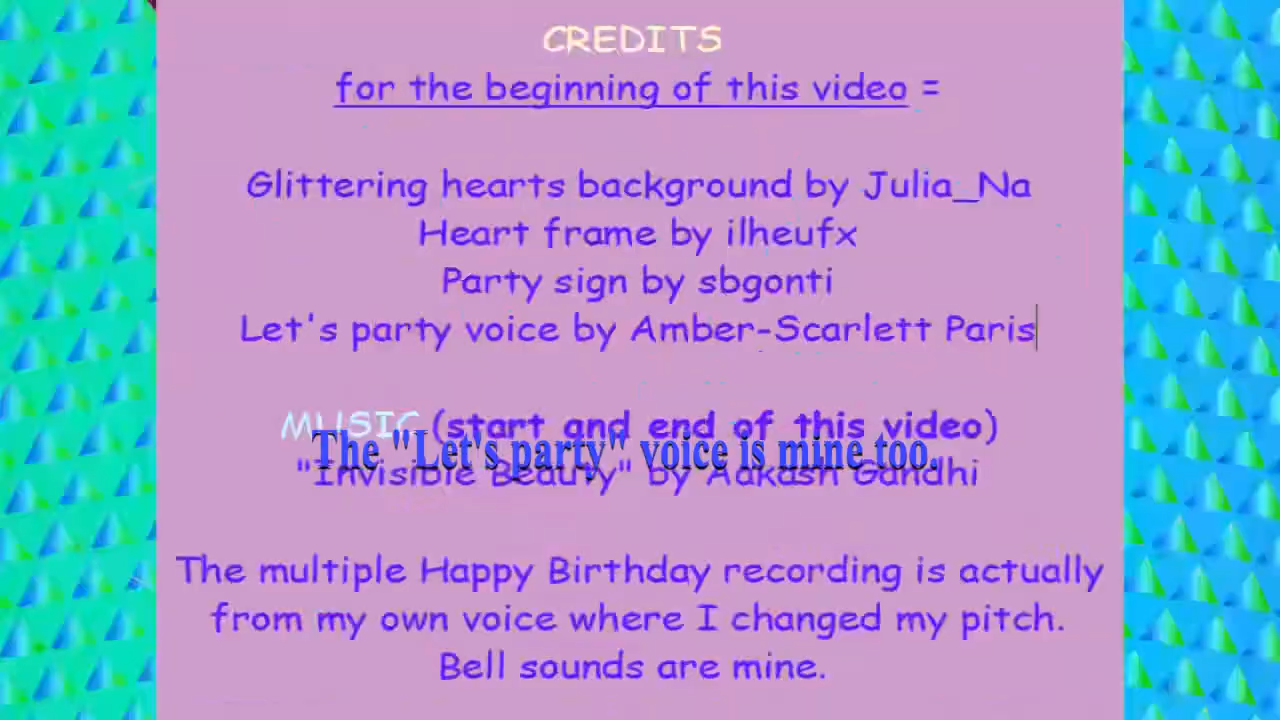 CREDITS
for the beginning of this video =
Glittering hearts background by Julia_Na
Heart frame by ilheufx
Party sign by sbgonti
Let's party voice by Amber-Scarlett Paris
MUSIC (start and end of this video)
The "Let's party" voice is mine too.
"Invisible Beauty" by Aakash Gandhi
The multiple Happy Birthday recording is actually
from my own voice where I changed my pitch.
Bell sounds are mine.